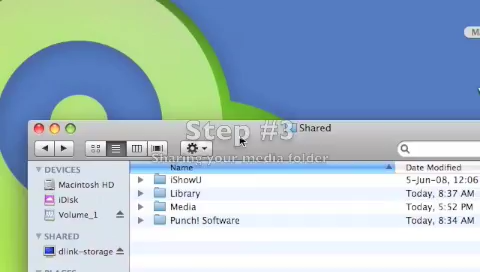 Ma
Shared
Step #3
Sharing your media folder
Name
Date Modified
DEVICES
Macintosh HD
iDisk
Volume_1
SHARED
dlink-storage
PLACES
iShowU
5-Jun-08, 12:06
Library
Today, 8:37 AM
Media
Today, 5:52 PM
Punch! Software
Today, 8:34 AM